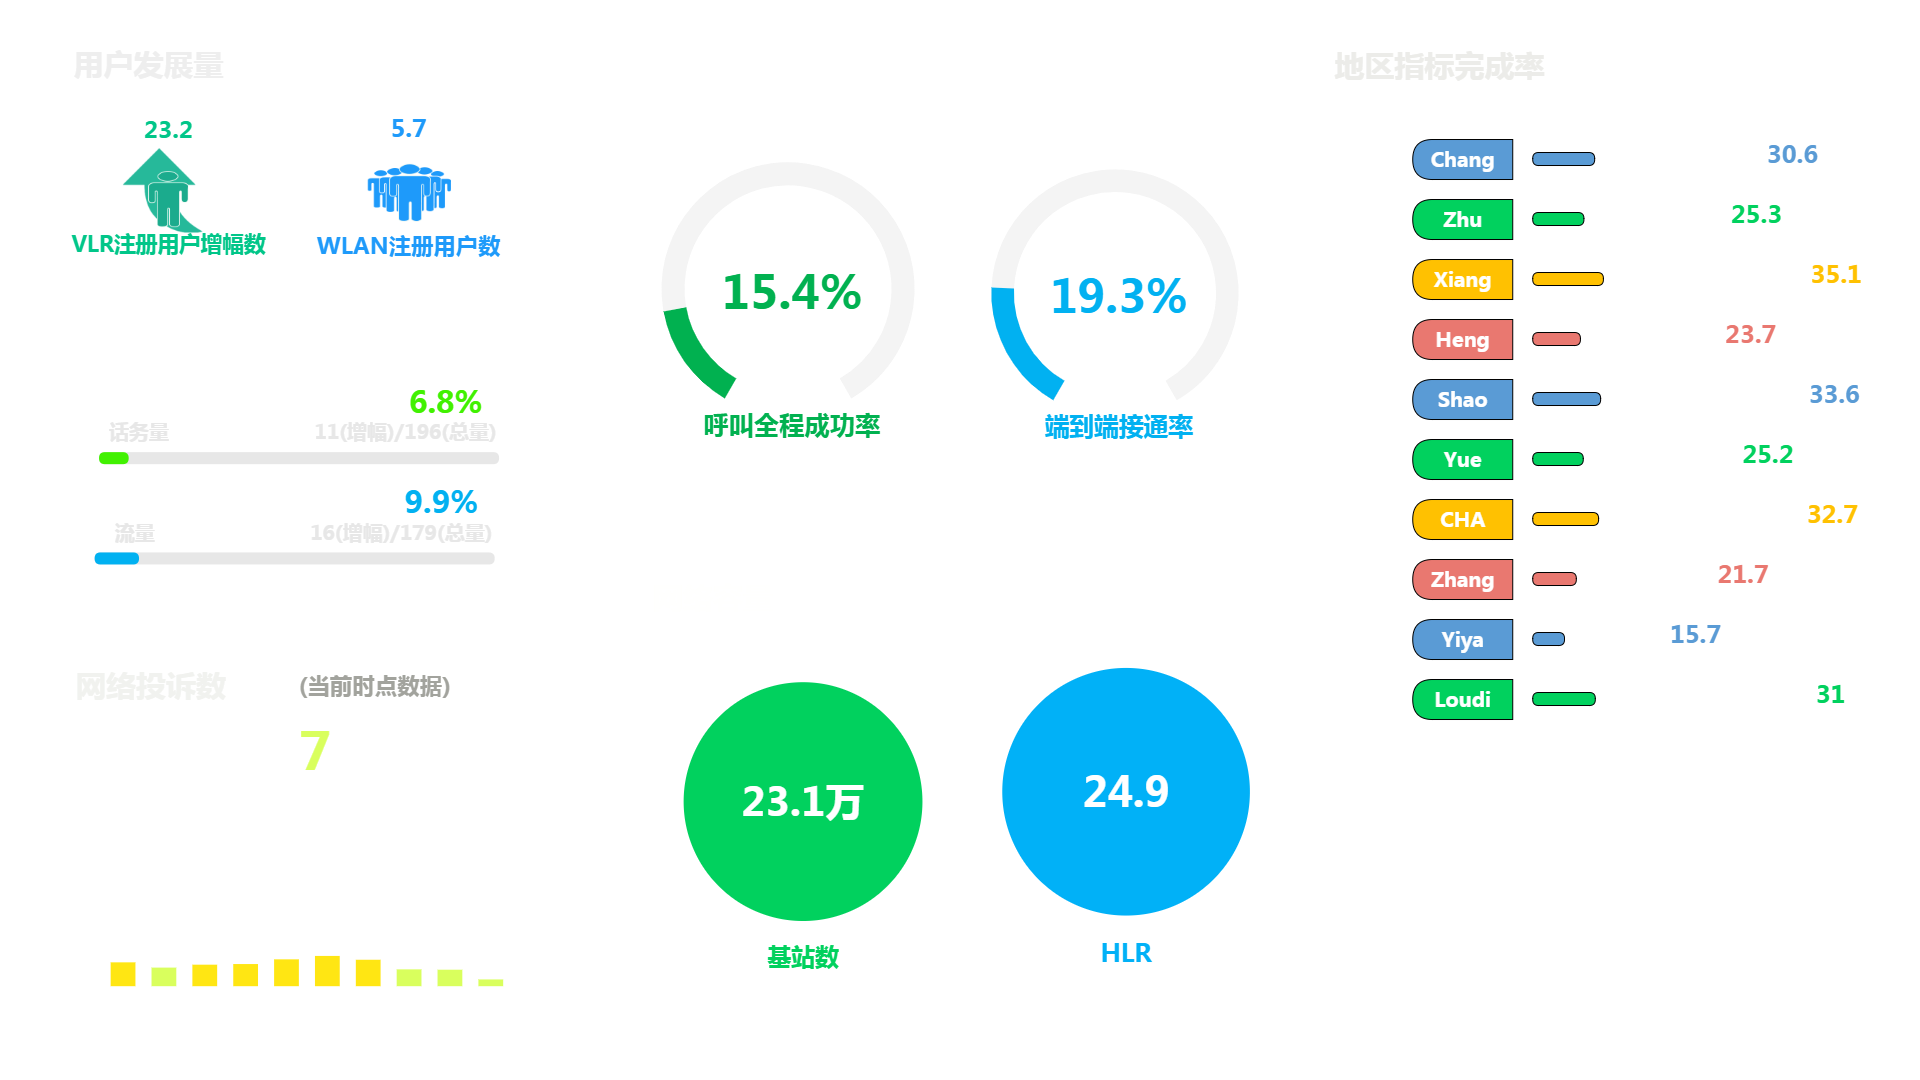 用户发展量
23.2
5.7
VLR注册用户增幅数
WLAN注册用户数
6.8%
话务量
11(增幅)/196(总量)
9.9%
流量
16(增幅)/179(总量)
网络投诉数
(当前时点数据)
7
15.4%
呼叫全程成功率
19.3%
端到端接通率
23.1万
基站数
24.9
HLR
地区指标完成率
Chang 30.6
Zhu 25.3
Xiang 35.1
Heng 23.7
Shao 33.6
Yue 25.2
CHA 32.7
Zhang 21.7
Yiya 15.7
Loudi 31